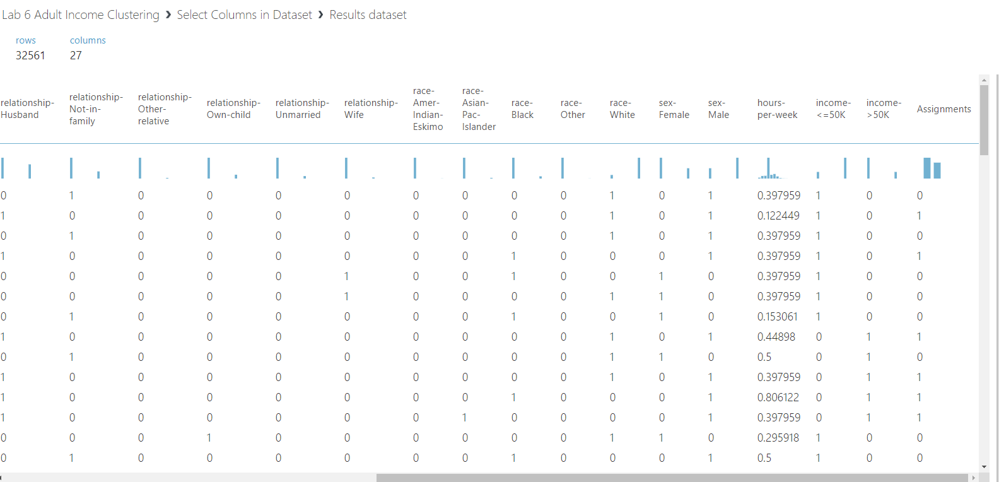 Lab 6 Adult Income Clustering › Select Columns in Dataset › Results dataset
rows columns
32561 27
relationship-Husband relationship-Not-in-family relationship-Other-relative relationship-Own-child relationship-Unmarried relationship-Wife race-Amer-Indian-Eskimo race-Asian-Pac-Islander race-Black race-Other race-White sex-Female sex-Male hours-per-week income-<=50K income->50K Assignments
0 1 0 0 0 0 0 0 0 0 1 0 1 0.397959 1 0 0
1 0 0 0 0 0 0 0 0 0 1 0 1 0.122449 1 0 1
0 1 0 0 0 0 0 0 0 0 1 0 1 0.397959 1 0 0
1 0 0 0 0 0 0 0 1 0 0 0 1 0.397959 1 0 1
0 0 0 0 0 1 0 0 1 0 0 1 0 0.397959 1 0 0
0 0 0 0 0 1 0 0 0 0 1 1 0 0.397959 1 0 0
0 1 0 0 0 0 0 0 1 0 0 1 0 0.153061 1 0 0
1 0 0 0 0 0 0 0 0 0 1 0 1 0.44898 0 1 1
0 1 0 0 0 0 0 0 0 0 1 1 0 0.5 0 1 0
1 0 0 0 0 0 0 0 0 0 1 0 1 0.397959 0 1 1
1 0 0 0 0 0 0 0 1 0 0 0 1 0.806122 0 1 1
1 0 0 0 0 0 0 1 0 0 0 0 1 0.397959 0 1 1
0 0 0 1 0 0 0 0 0 0 1 1 0 0.295918 1 0 0
0 1 0 0 0 0 0 0 1 0 0 0 1 0.5 1 0 0